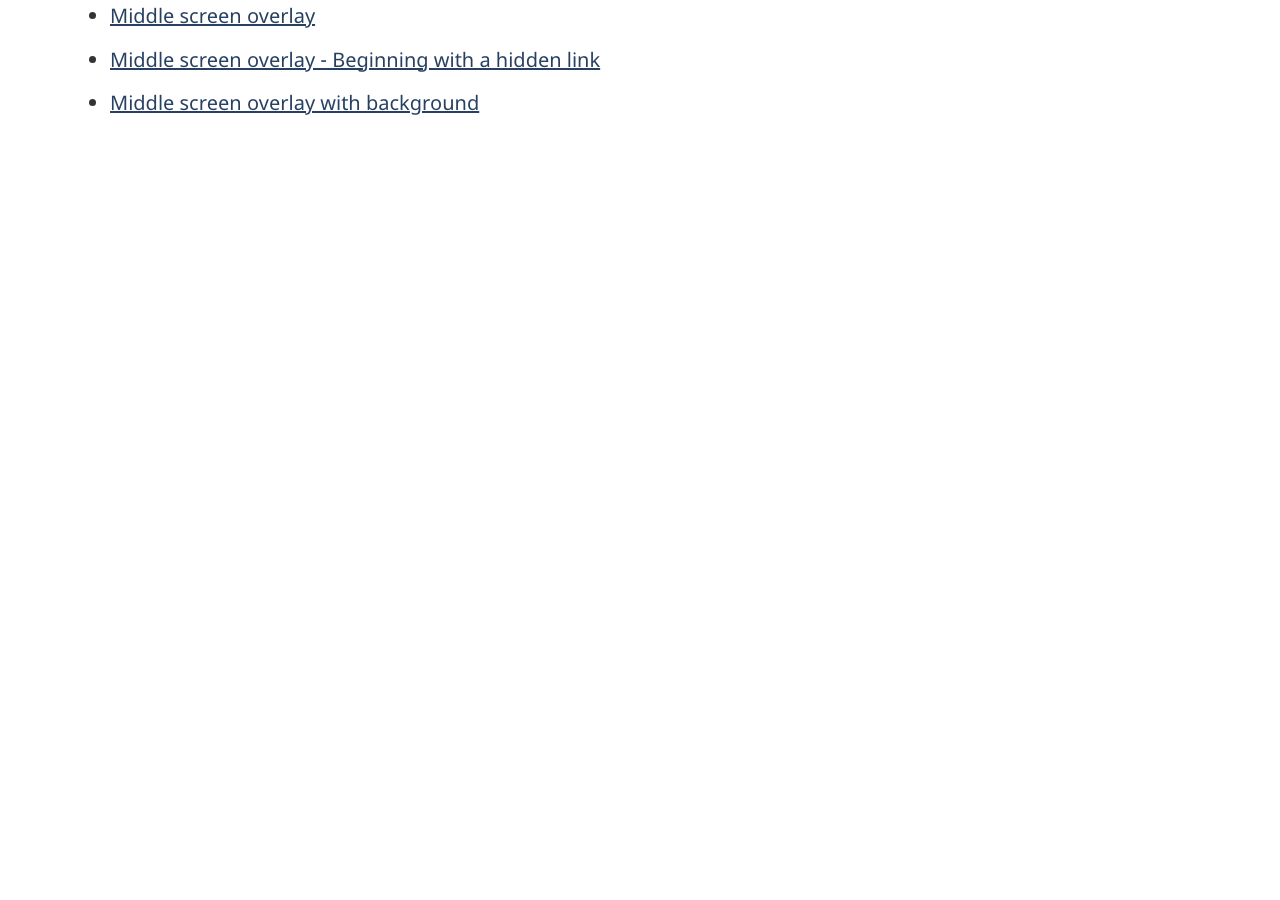 Middle screen overlay
Middle screen overlay - Beginning with a hidden link
Middle screen overlay with background